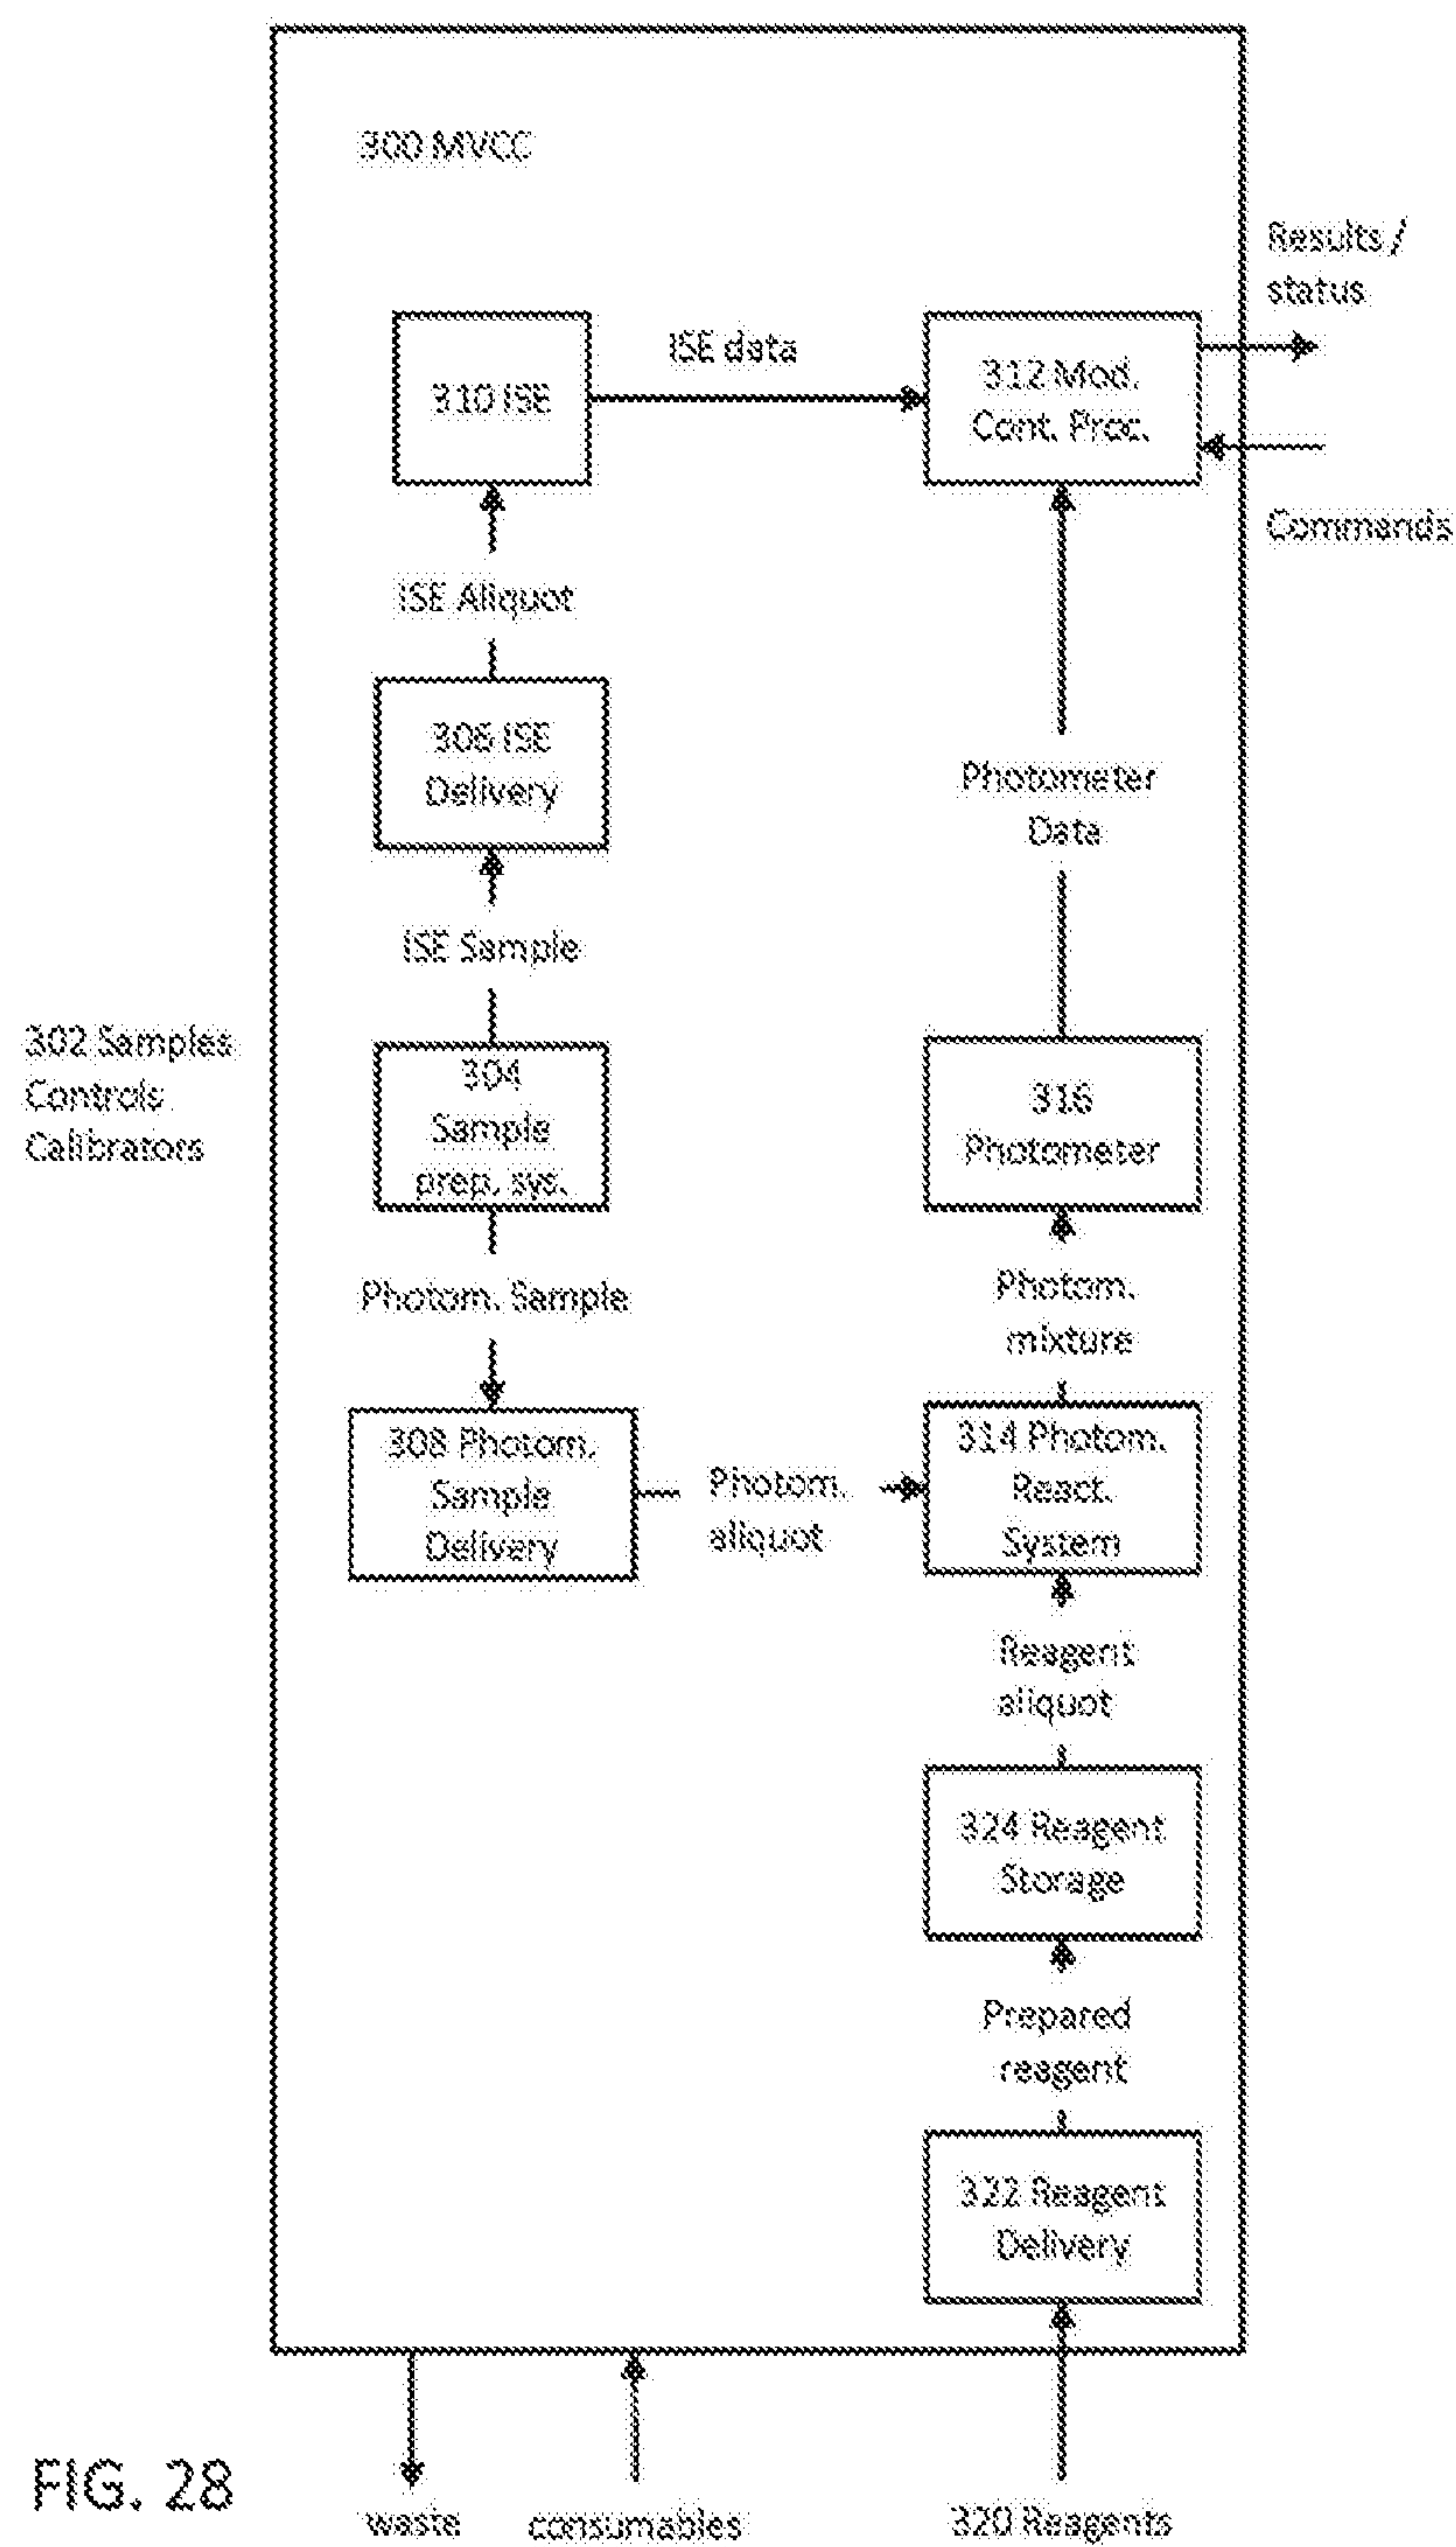 300 MVCC
Results/
status
310 ISE
ISE data
312 Mod.
Cont. Proc.
Commands
ISE Aliquot
306 ISE
Delivery
Photometer
Data
ISE Sample
302 Samples
Controls
Calibrators
304
Sample
prep. sys.
316
Photometer
Photom. Sample
Photom.
mixture
308 Photom.
Sample
Delivery
Photom.
aliquot
314 Photom.
React.
System
Reagent
aliquot
324 Reagent
Storage
Prepared
reagent
322 Reagent
Delivery
FIG. 28
waste
consumables
320 Reagents